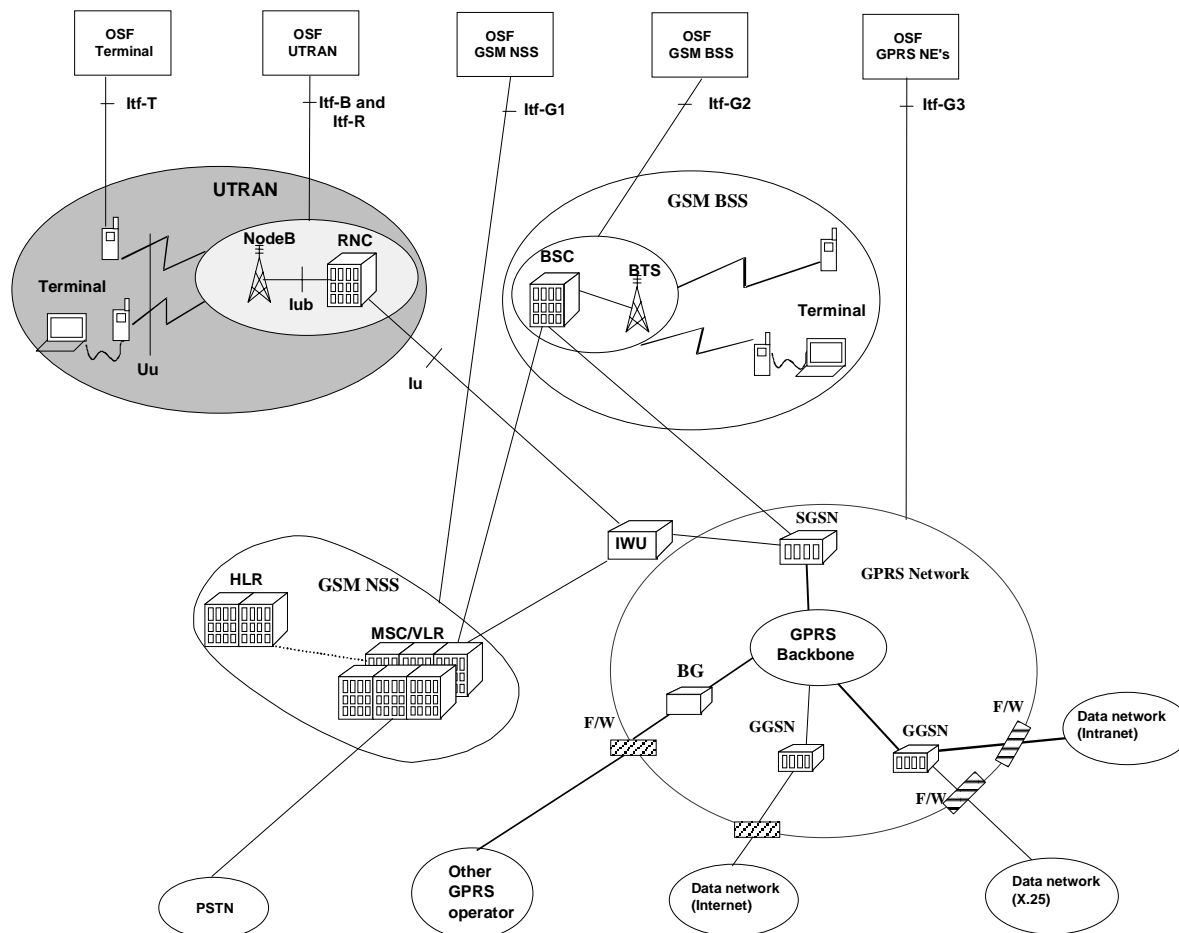 OSF
Terminal
OSF
UTRAN
OSF
GSM NSS
OSF
GSM BSS
OSF
GPRS NE's
Itf-T
Itf-B and
Itf-R
Itf-G1
Itf-G2
Itf-G3
UTRAN
GSM BSS
NodeB
RNC
BSC
BTS
Terminal
Iub
Terminal
Uu
Iu
SGSN
IWU
GPRS Network
HLR
GSM NSS
MSC/VLR
GPRS
Backbone
BG
F/W
GGSN
GGSN
F/W
Data network
(Intranet)
F/W
Other
GPRS
operator
Data network
(Internet)
Data network
(X.25)
PSTN